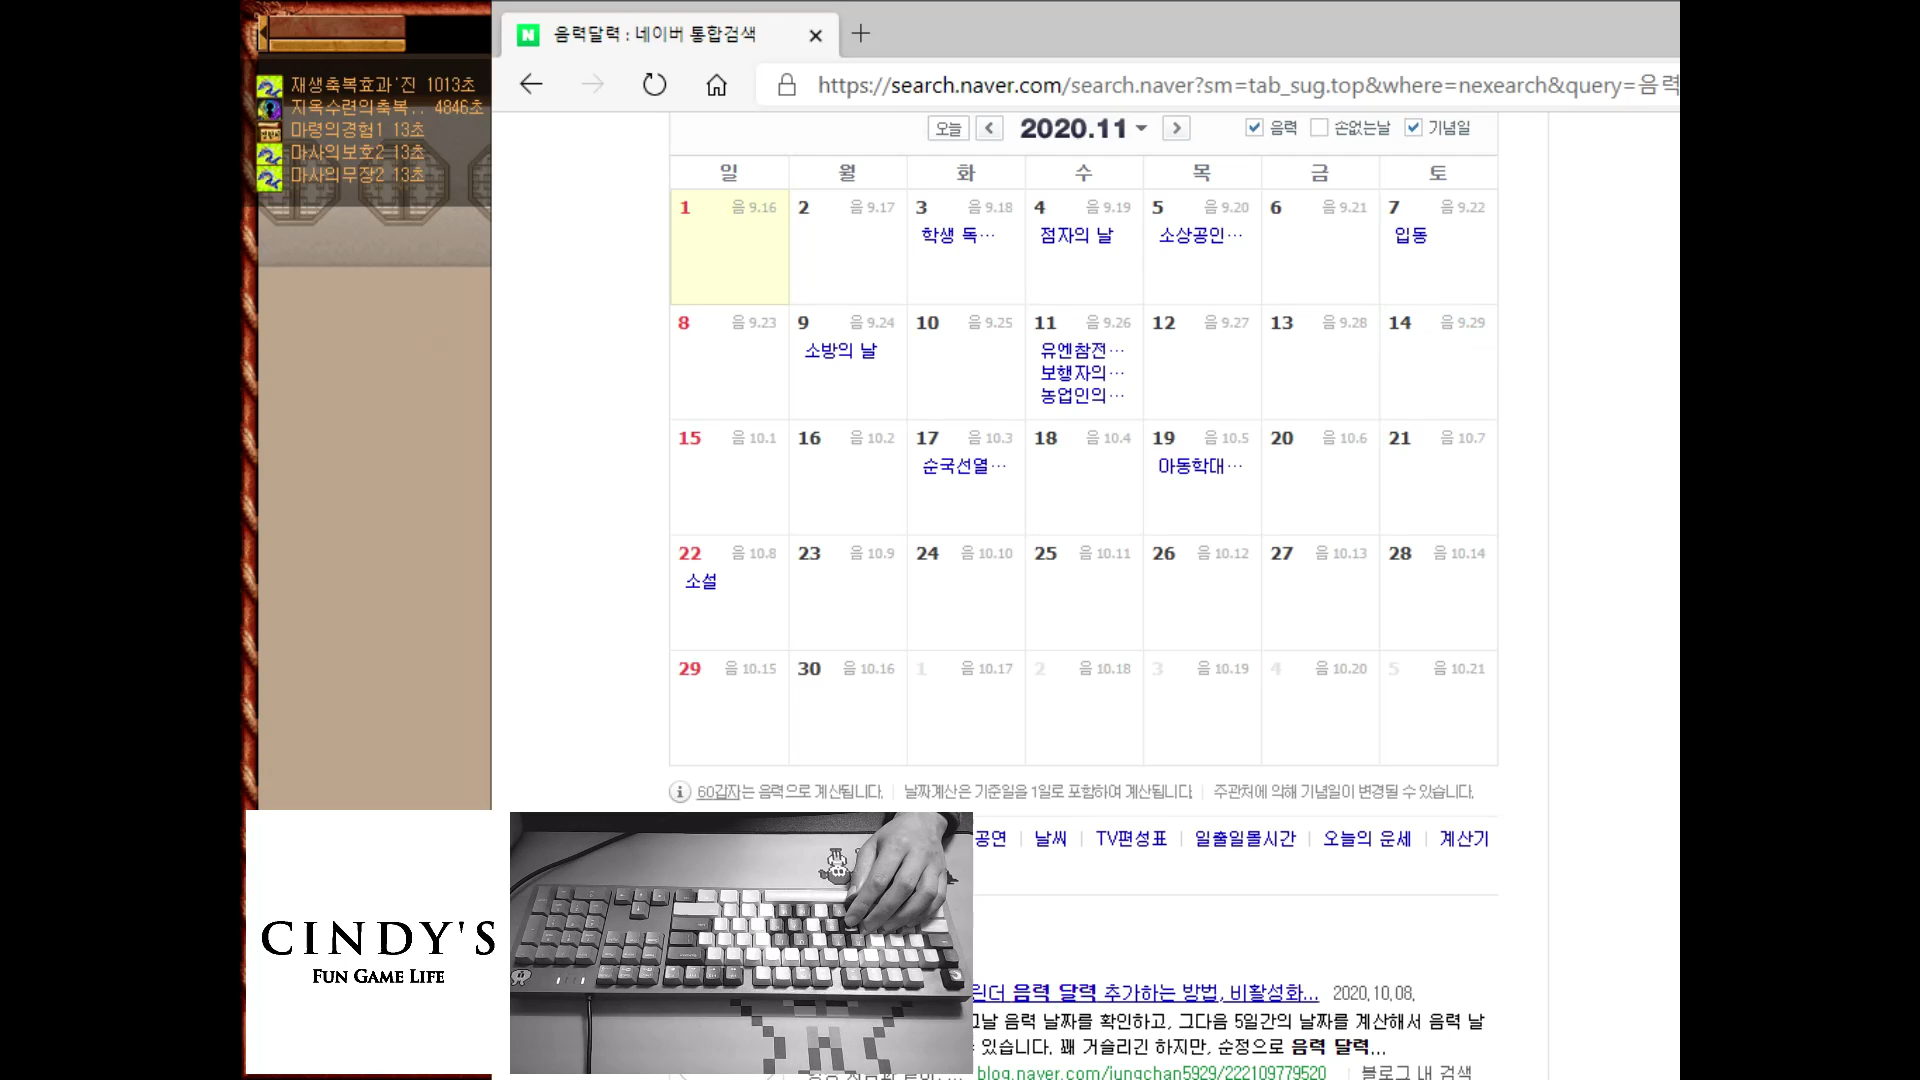 음력달력 : 네이버 통합검색
https://search.naver.com/search.naver?sm=tab_sug.top&where=nexearch&query=음력
재생축복효과'진 1013초
지옥수련의축복.. 4846초
마령의경험1 13초
마사의보호2 13초
마사의무장2 13초
오늘 2020.11 음력 손없는날 기념일
일 월 화 수 목 금 토
1 음 9.16 2 음 9.17 3 음 9.18 4 음 9.19 5 음 9.20 6 음 9.21 7 음 9.22
학생 독… 점자의 날 소상공인… 입동
8 음 9.23 9 음 9.24 10 음 9.25 11 음 9.26 12 음 9.27 13 음 9.28 14 음 9.29
소방의 날 유엔참전…
보행자의…
농업인의…
15 음 10.1 16 음 10.2 17 음 10.3 18 음 10.4 19 음 10.5 20 음 10.6 21 음 10.7
순국선열… 아동학대…
22 음 10.8 23 음 10.9 24 음 10.10 25 음 10.11 26 음 10.12 27 음 10.13 28 음 10.14
소설
29 음 10.15 30 음 10.16 1 음 10.17 2 음 10.18 3 음 10.19 4 음 10.20 5 음 10.21
60갑자는 음력으로 계산됩니다. 날짜계산은 기준일을 1일로 포함하여 계산됩니다. 주관처에 의해 기념일이 변경될 수 있습니다.
공연 날씨 TV편성표 일출일몰시간 오늘의 운세 계산기
CINDY'S
FUN GAME LIFE
린더 음력 달력 추가하는 방법, 비활성화... 2020.10.08.
그날 음력 날짜를 확인하고, 그다음 5일간의 날짜를 계산해서 음력 날
있습니다. 꽤 거슬리긴 하지만, 순정으로 음력 달력...
blog.naver.com/jungchan5929/222109779520 블로그 내 검색